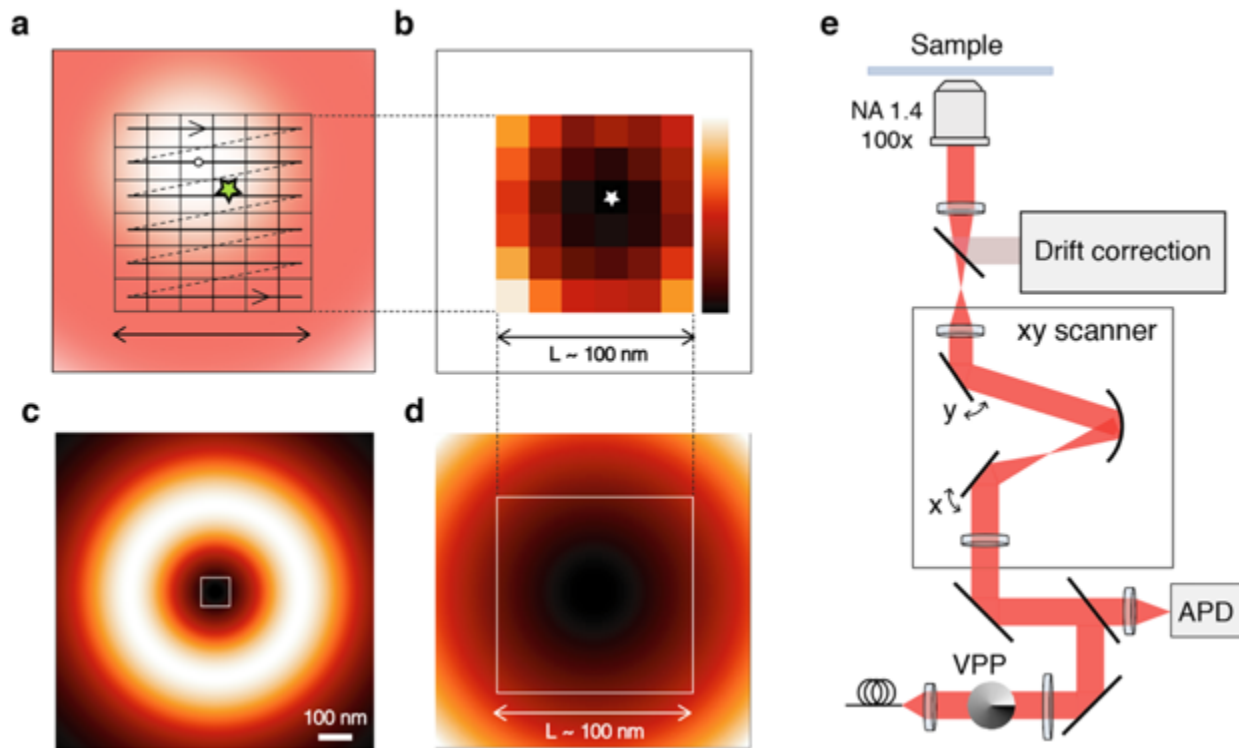 a
b
L ~ 100 nm
c
100 nm
d
L ~ 100 nm
e
Sample
NA 1.4
100x
Drift correction
xy scanner
y
x
APD
VPP